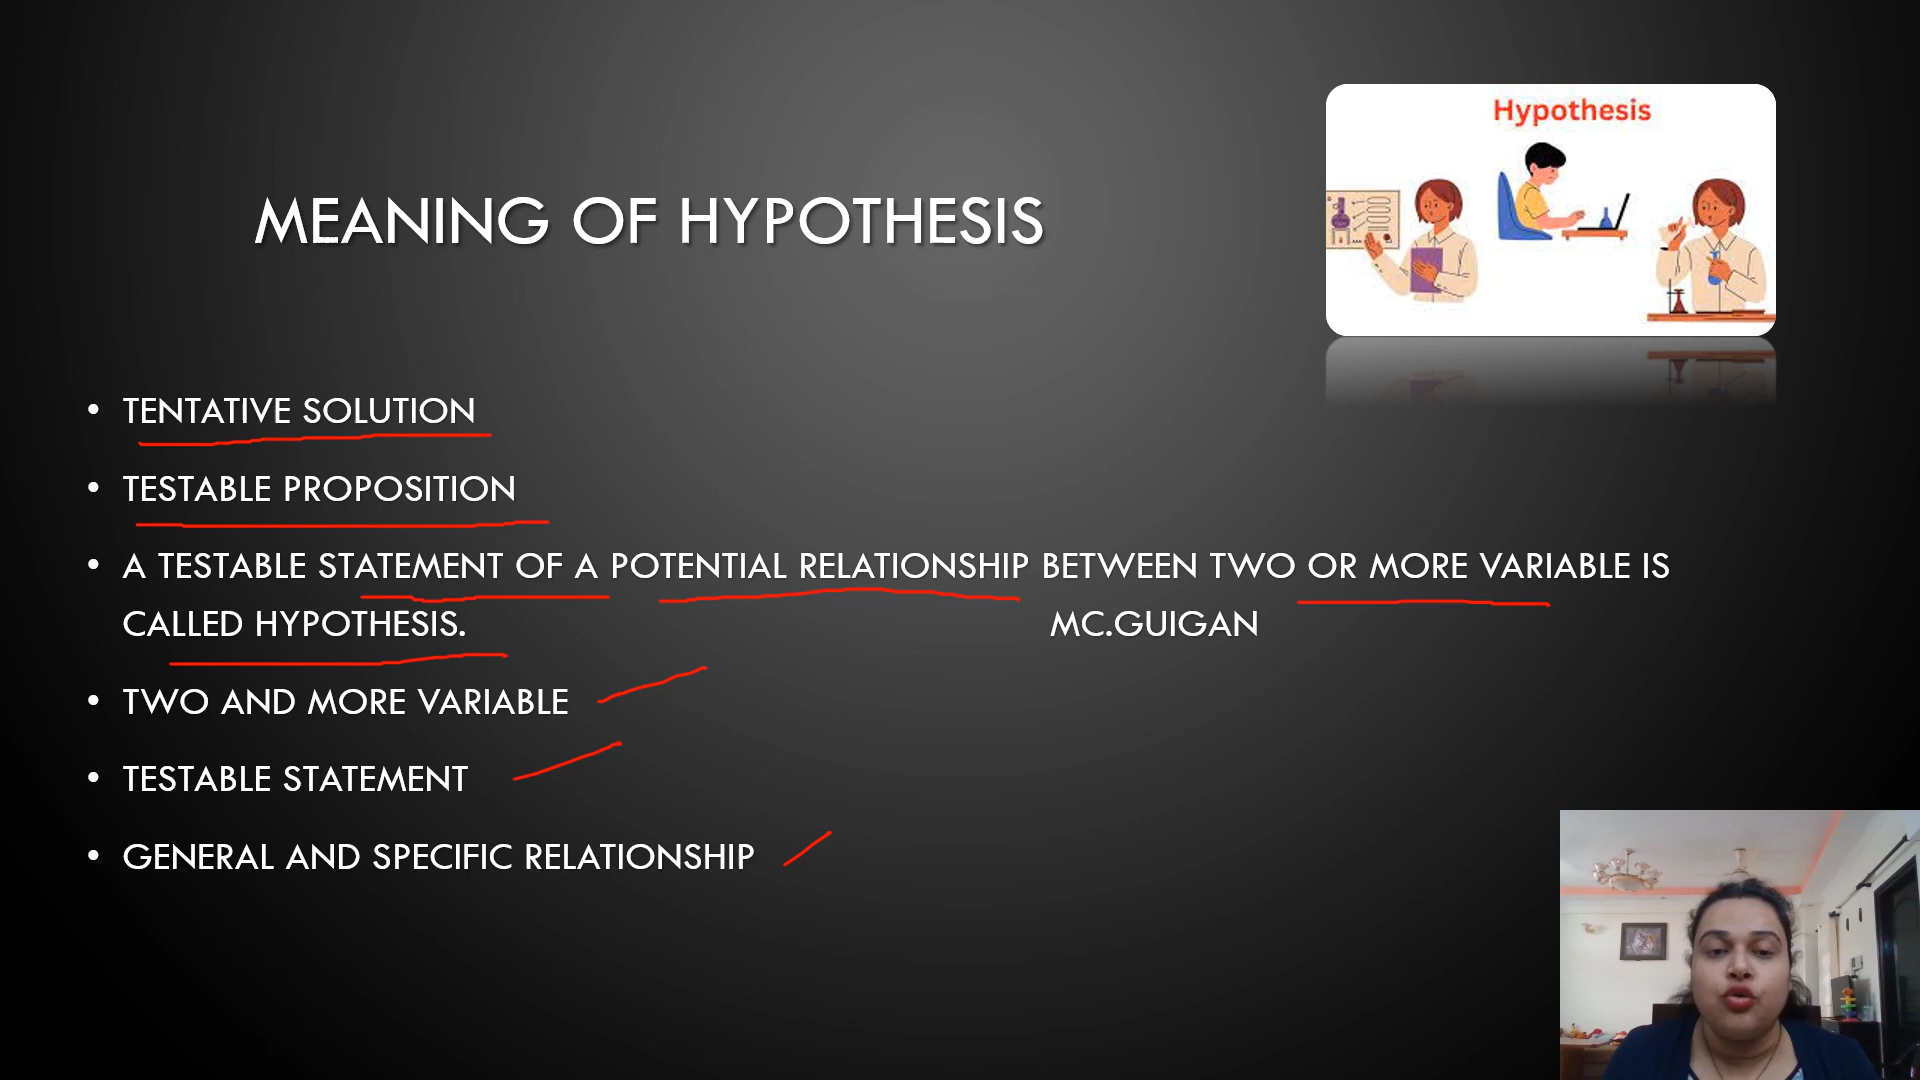 Hypothesis
MEANING OF HYPOTHESIS
• TENTATIVE SOLUTION
• TESTABLE PROPOSITION
• A TESTABLE STATEMENT OF A POTENTIAL RELATIONSHIP BETWEEN TWO OR MORE VARIABLE IS
CALLED HYPOTHESIS. MC.GUIGAN
• TWO AND MORE VARIABLE
• TESTABLE STATEMENT
• GENERAL AND SPECIFIC RELATIONSHIP